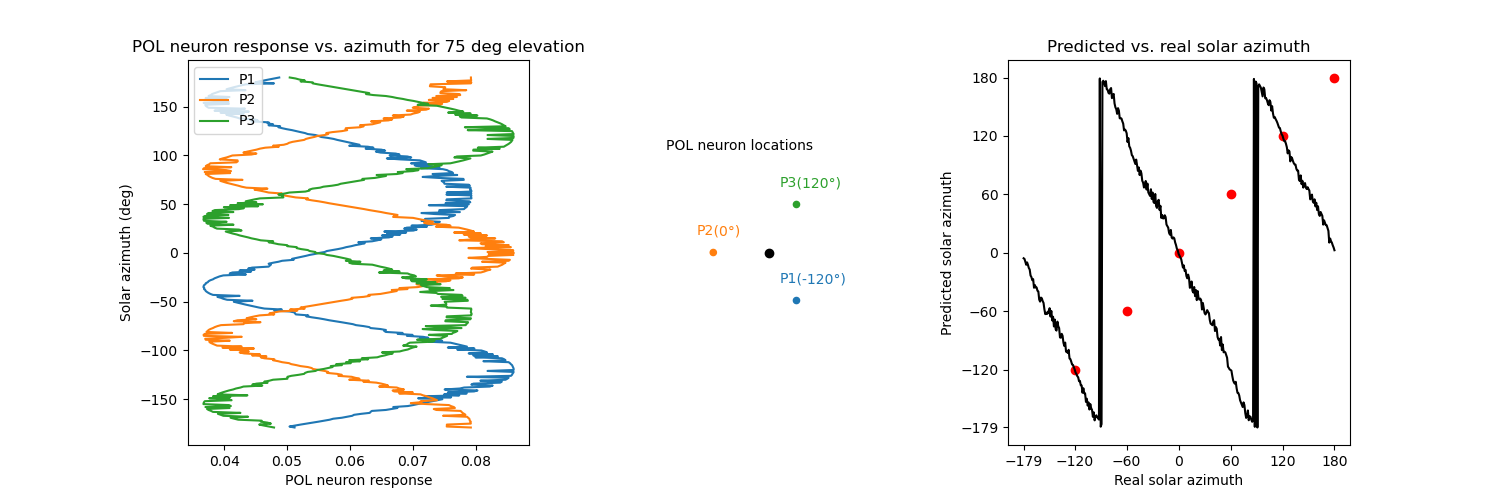 POL neuron response vs. azimuth for 75 deg elevation
P1
P2
P3
150
100
50
0
−50
−100
−150
Solar azimuth (deg)
0.04 0.05 0.06 0.07 0.08
POL neuron response
POL neuron locations
P3(120°)
P2(0°)
P1(-120°)
Predicted vs. real solar azimuth
180
120
60
0
−60
−120
−179
Predicted solar azimuth
−179 −120 −60 0 60 120 180
Real solar azimuth